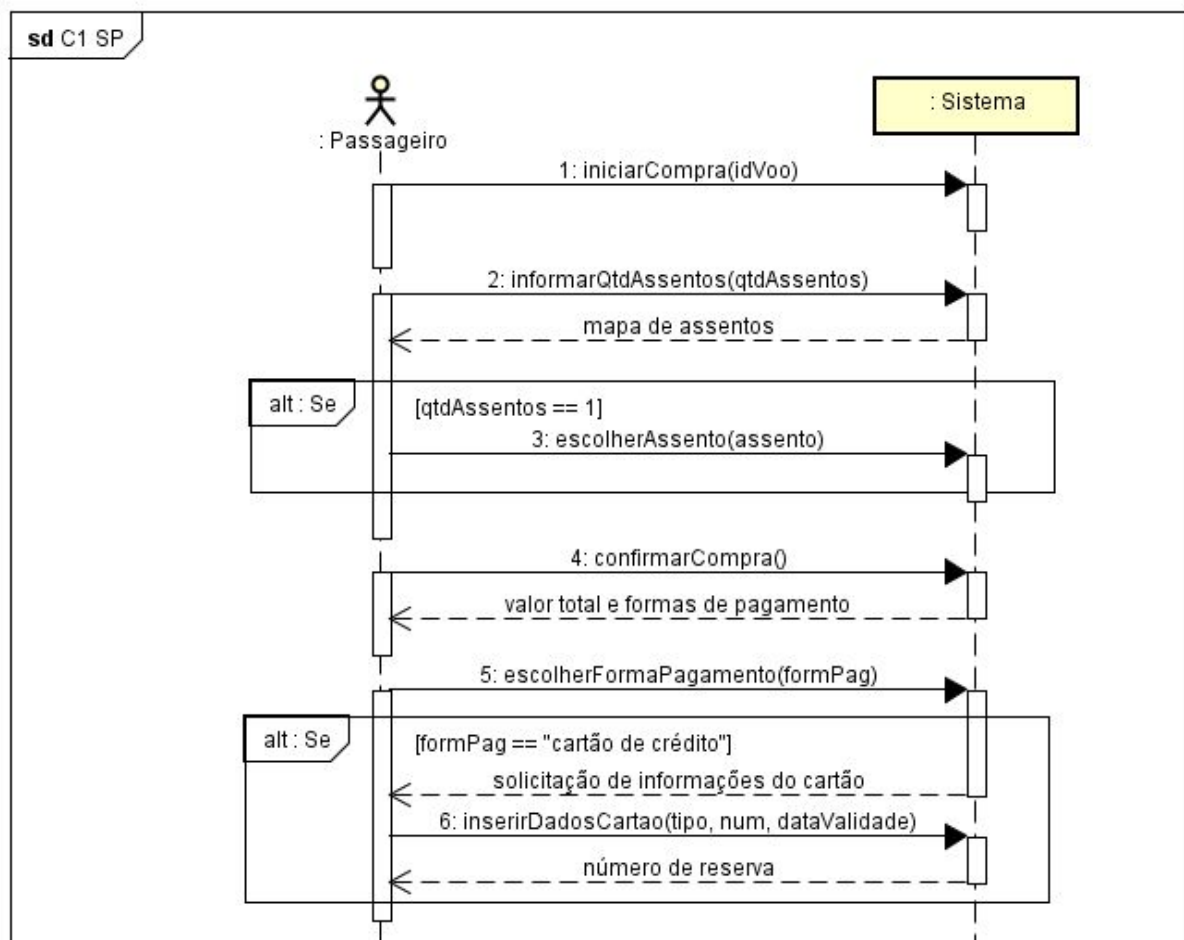 sd C1 SP
: Passageiro
: Sistema
1: iniciarCompra(idVoo)
2: informarQtdAssentos(qtdAssentos)
mapa de assentos
alt : Se
[qtdAssentos == 1]
3: escolherAssento(assento)
4: confirmarCompra()
valor total e formas de pagamento
5: escolherFormaPagamento(formPag)
alt : Se
[formPag == "cartão de crédito"]
solicitação de informações do cartão
6: inserirDadosCartao(tipo, num, dataValidade)
número de reserva